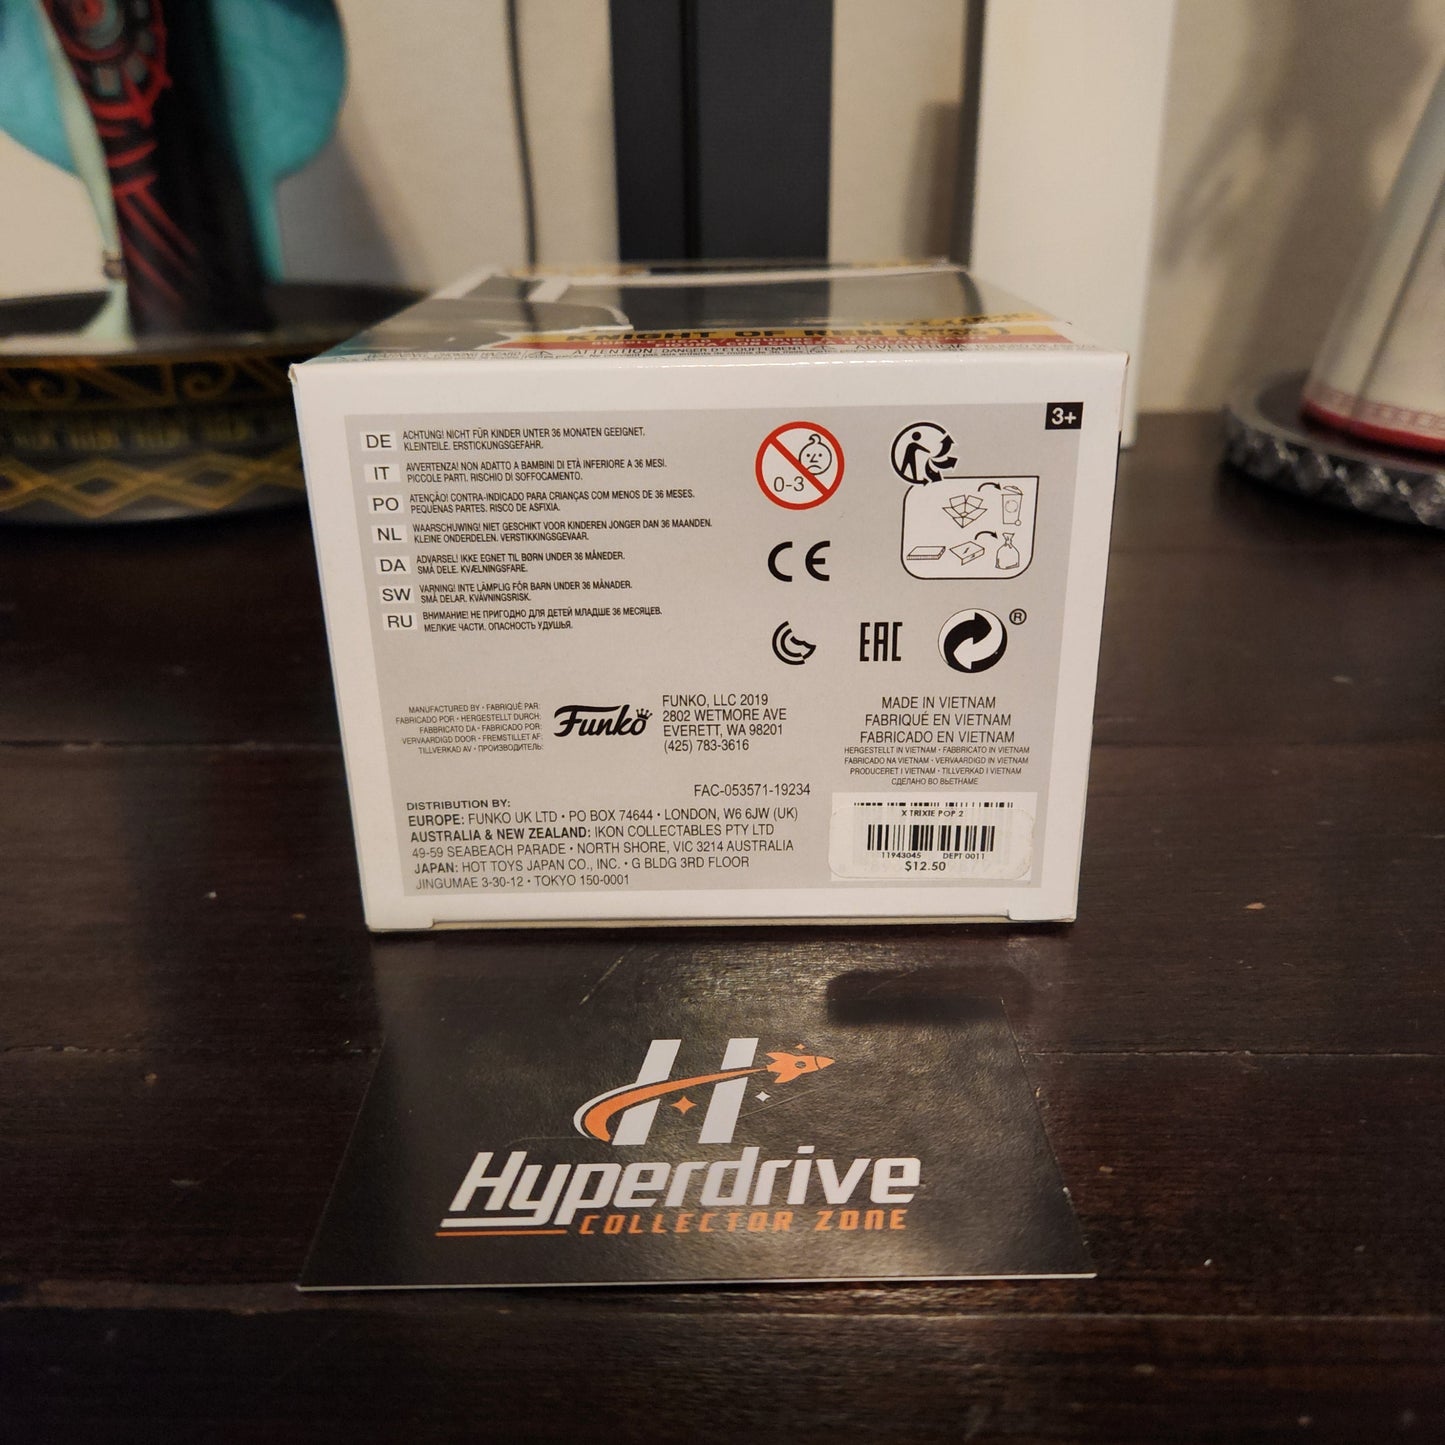 KNIGHT OF REN
3+
DE ACHTUNG! NICHT FÜR KINDER UNTER 36 MONATEN GEEIGNET.
KLEINTEILE. ERSTICKUNGSGEFAHR.
IT AVVERTENZA! NON ADATTO A BAMBINI DI ETÀ INFERIORE A 36 MESI.
PICCOLE PARTI. RISCHIO DI SOFFOCAMENTO.
PO ATENÇÃO! CONTRA-INDICADO PARA CRIANÇAS COM MENOS DE 36 MESES.
PEQUENAS PARTES. RISCO DE ASFIXIA.
NL WAARSCHUWING! NIET GESCHIKT VOOR KINDEREN JONGER DAN 36 MAANDEN.
KLEINE ONDERDELEN. VERSTIKKINGSGEVAAR.
DA ADVARSEL! IKKE EGNET TIL BØRN UNDER 36 MÅNEDER.
SMÅ DELE. KVÆLNINGSFARE.
SW VARNING! INTE LÄMPLIG FÖR BARN UNDER 36 MÅNADER.
SMÅ DELAR. KVÄVNINGSRISK.
RU ВНИМАНИЕ! НЕ ПРИГОДНО ДЛЯ ДЕТЕЙ МЛАДШЕ 36 МЕСЯЦЕВ.
МЕЛКИЕ ЧАСТИ. ОПАСНОСТЬ УДУШЬЯ.
0-3
CE
EAC
®
MANUFACTURED BY • FABRIQUÉ PAR:
FABRICADO POR • HERGESTELLT DURCH:
FABBRICATO DA • FABRICADO POR:
VERVAARDIGD DOOR • FREMSTILLET AF:
TILLVERKAD AV • ПРОИЗВОДИТЕЛЬ:
Funko
FUNKO, LLC 2019
2802 WETMORE AVE
EVERETT, WA 98201
(425) 783-3616
MADE IN VIETNAM
FABRIQUÉ EN VIETNAM
FABRICADO EN VIETNAM
HERGESTELLT IN VIETNAM • FABBRICATO IN VIETNAM
FABRICADO NA VIETNAM • VERVAARDIGD IN VIETNAM
PRODUCERET I VIETNAM • TILLVERKAD I VIETNAM
СДЕЛАНО ВО ВЬЕТНАМЕ
FAC-053571-19234
DISTRIBUTION BY:
EUROPE: FUNKO UK LTD • PO BOX 74644 • LONDON, W6 6JW (UK)
AUSTRALIA & NEW ZEALAND: IKON COLLECTABLES PTY LTD
49-59 SEABEACH PARADE • NORTH SHORE, VIC 3214 AUSTRALIA
JAPAN: HOT TOYS JAPAN CO., INC. • G BLDG 3RD FLOOR
JINGUMAE 3-30-12 • TOKYO 150-0001
X TRIXIE POP 2
11943045 DEPT 0011
$12.50
H
Hyperdrive
COLLECTOR ZONE